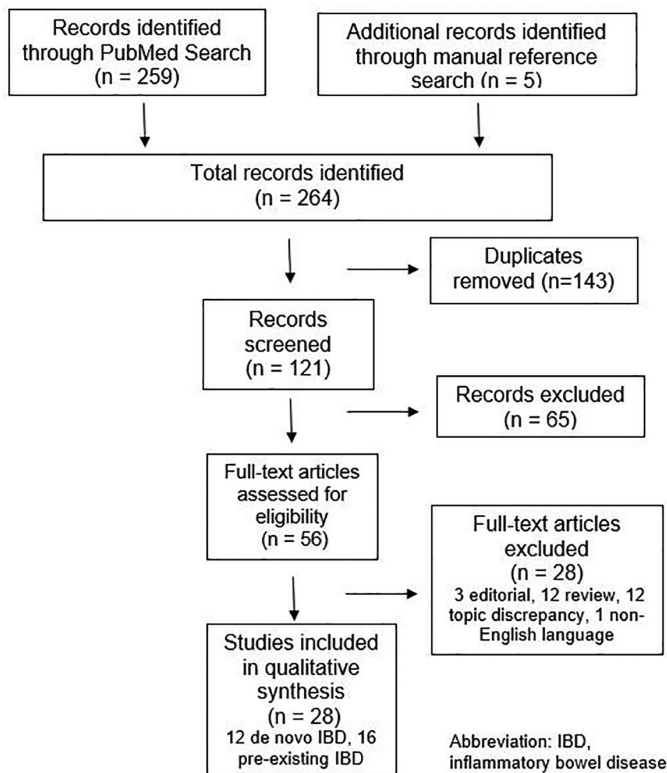 Records identified
through PubMed Search
(n = 259)
Additional records identified
through manual reference
search (n = 5)
Total records identified
(n = 264)
Duplicates
removed (n=143)
Records
screened
(n = 121)
Records excluded
(n = 65)
Full-text articles
assessed for
eligibility
(n = 56)
Full-text articles
excluded
(n = 28)
3 editorial, 12 review, 12
topic discrepancy, 1 non-
English language
Studies included
in qualitative
synthesis
(n = 28)
12 de novo IBD, 16
pre-existing IBD
Abbreviation: IBD,
inflammatory bowel disease